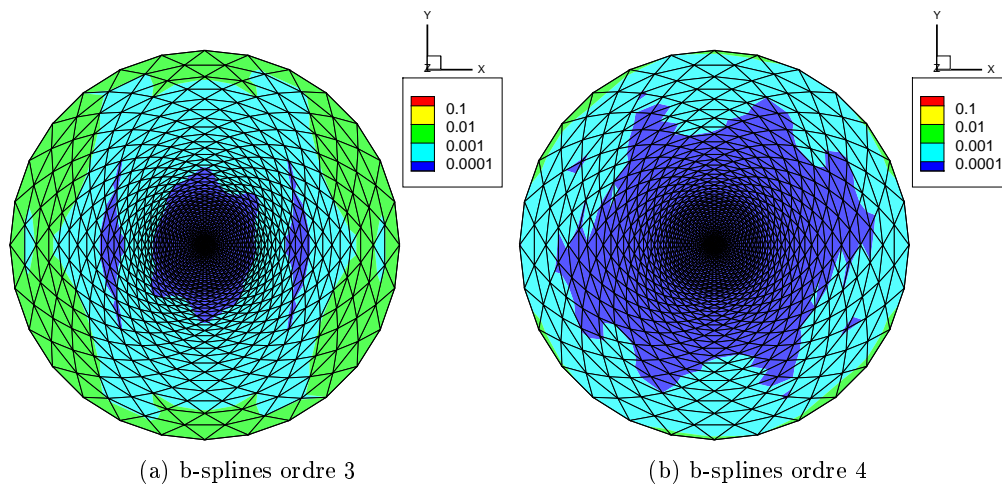 Y
Z X
0.1
0.01
0.001
0.0001
(a) b-splines ordre 3
Y
Z X
0.1
0.01
0.001
0.0001
(b) b-splines ordre 4